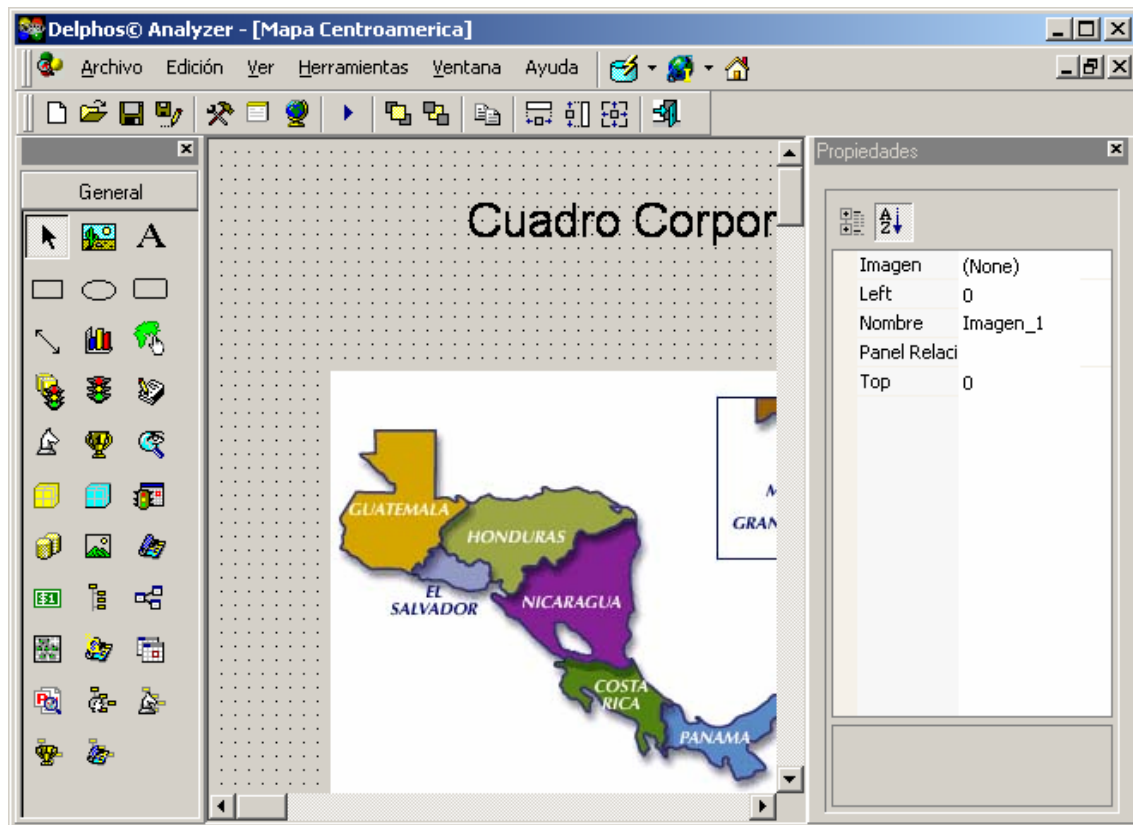 Delphos© Analyzer - [Mapa Centroamerica]
Archivo Edición Ver Herramientas Ventana Ayuda
General
A
Cuadro Corpor
GUATEMALA
HONDURAS
EL
SALVADOR
NICARAGUA
COSTA
RICA
PANAMA
M
GRAN
Propiedades
A
Z
Imagen (None)
Left 0
Nombre Imagen_1
Panel Relaci
Top 0